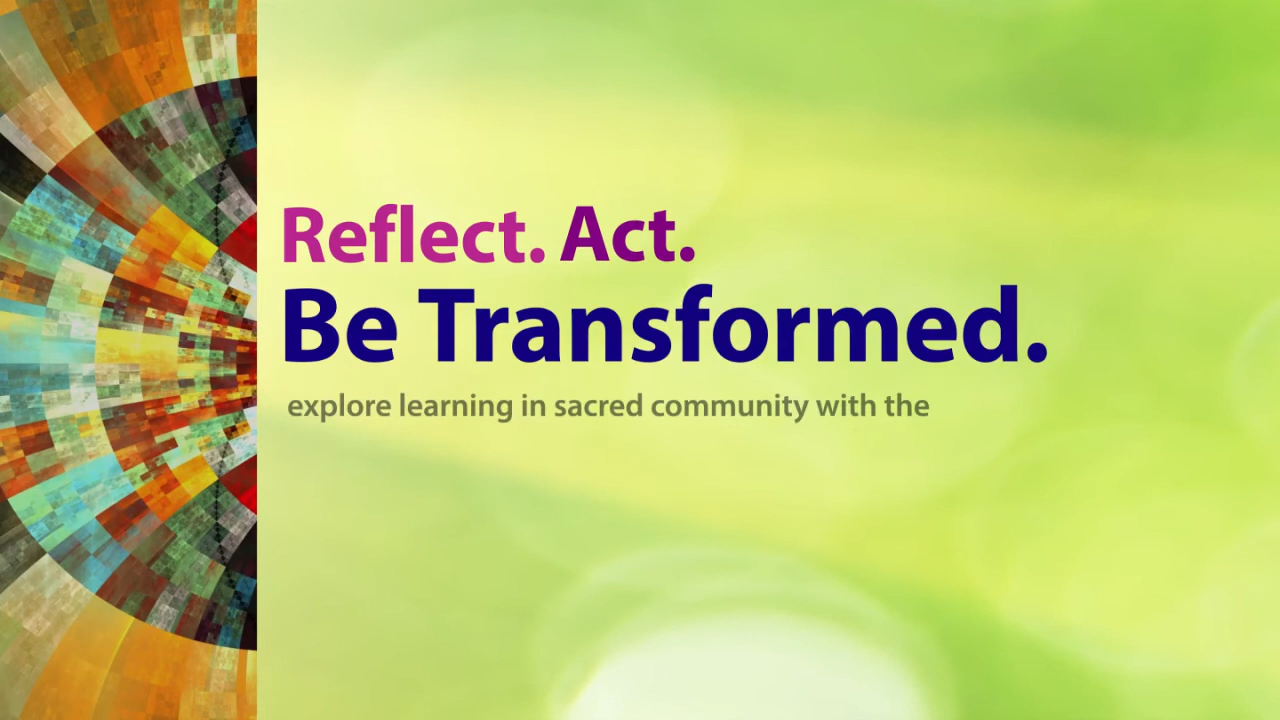 Reflect. Act.
Be Transformed.
explore learning in sacred community with the